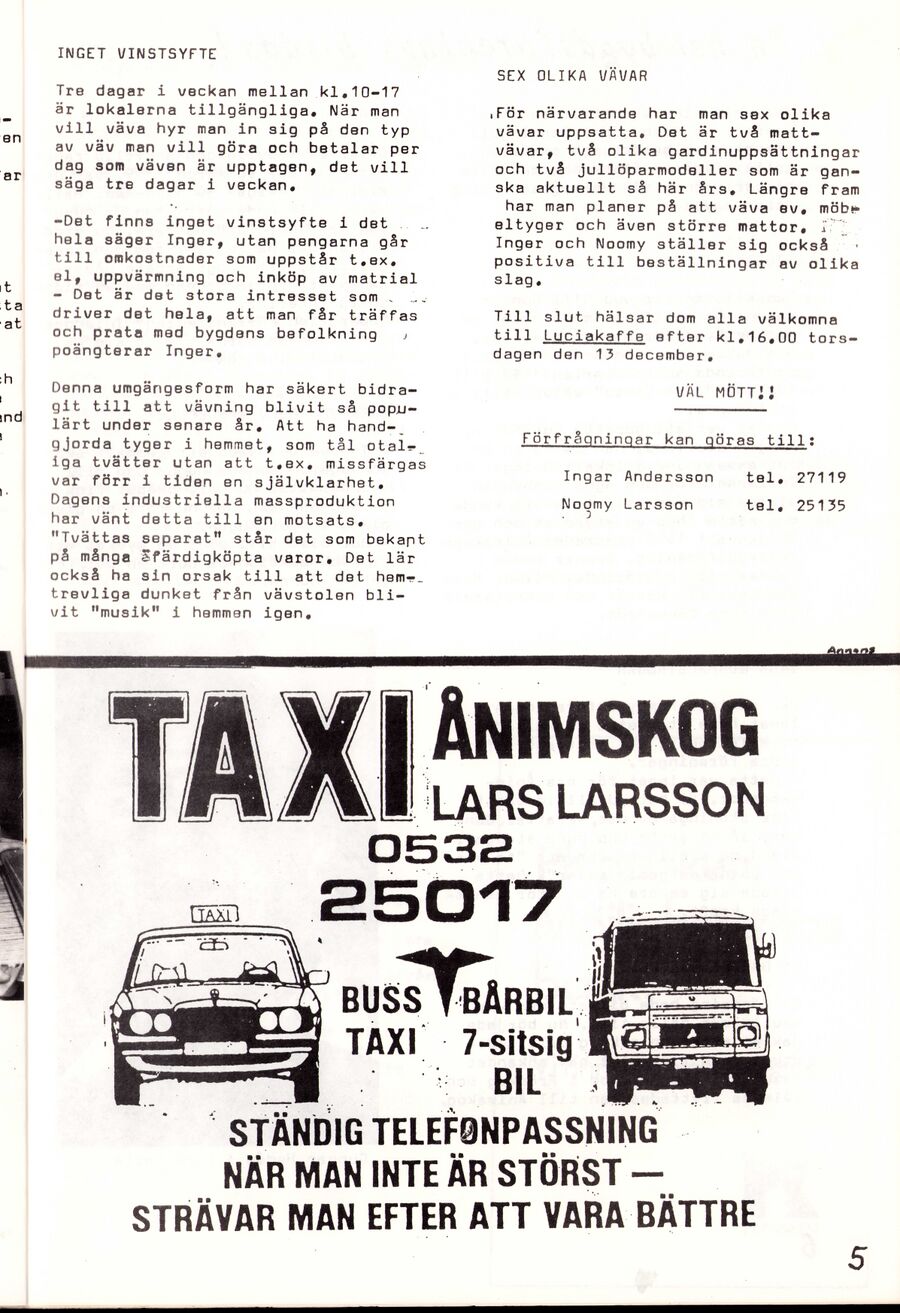 INGET VINSTSYFTE
Tre dagar i veckan mellan kl.10-17
är lokalerna tillgängliga. När man
vill väva hyr man in sig på den typ
av väv man vill göra och betalar per
dag som väven är upptagen, det vill
säga tre dagar i veckan.
-Det finns inget vinstsyfte i det
hela säger Inger, utan pengarna går
till omkostnader som uppstår t.ex.
el, uppvärmning och inköp av matrial
- Det är det stora intresset som
driver det hela, att man får träffas
och prata med bygdens befolkning
poängterar Inger.
Denna umgängesform har säkert bidra-
git till att vävning blivit så popu-
lärt under senare år. Att ha hand-
gjorda tyger i hemmet, som tål otal-
iga tvätter utan att t.ex. missfärgas
var förr i tiden en självklarhet.
Dagens industriella massproduktion
har vänt detta till en motsats.
"Tvättas separat" står det som bekant
på många färdigköpta varor. Det lär
också ha sin orsak till att det hem-
trevliga dunket från vävstolen bli-
vit "musik" i hemmen igen.
SEX OLIKA VÄVAR
För närvarande har man sex olika
vävar uppsatta. Det är två matt-
vävar, två olika gardinuppsättningar
och två jullöparmodeller som är gan-
ska aktuellt så här års. Längre fram
har man planer på att väva ev. möb-
eltyger och även större mattor.
Inger och Noomy ställer sig också
positiva till beställningar av olika
slag.
Till slut hälsar dom alla välkomna
till Luciakaffe efter kl.16.00 tors-
dagen den 13 december.
VÄL MÖTT!!
Förfrågningar kan göras till:
Ingar Andersson tel. 27119
Noomy Larsson tel. 25135
Annons
TAXI ÅNIMSKOG
LARS LARSSON
0532
25017
TAXI
BUSS BÅRBIL
TAXI 7-sitsig
BIL
STÄNDIG TELEFONPASSNING
NÄR MAN INTE ÄR STÖRST —
STRÄVAR MAN EFTER ATT VARA BÄTTRE
5